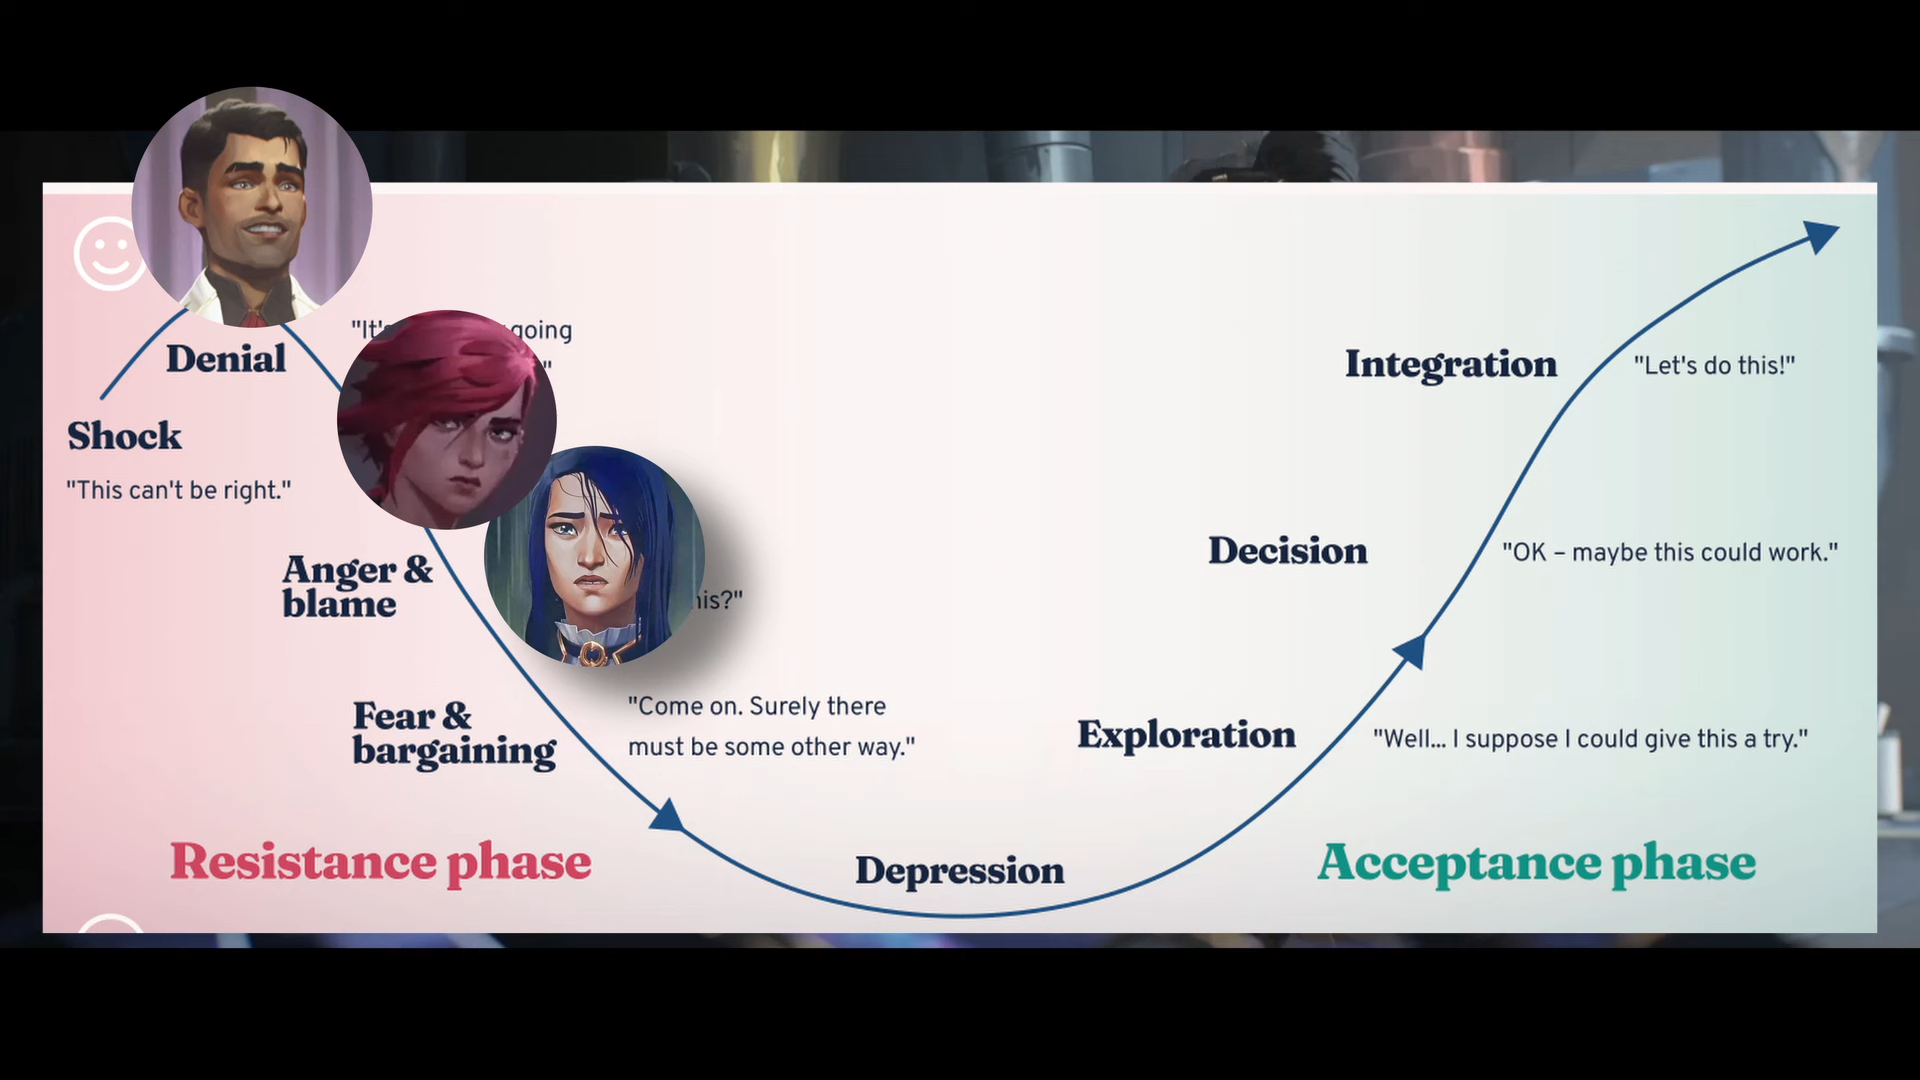 "It's going
"
Denial
Shock
"This can't be right."
Anger &
blame
his?"
Fear &
bargaining
"Come on. Surely there
must be some other way."
Resistance phase
Depression
Integration
"Let's do this!"
Decision
"OK – maybe this could work."
Exploration
"Well... I suppose I could give this a try."
Acceptance phase